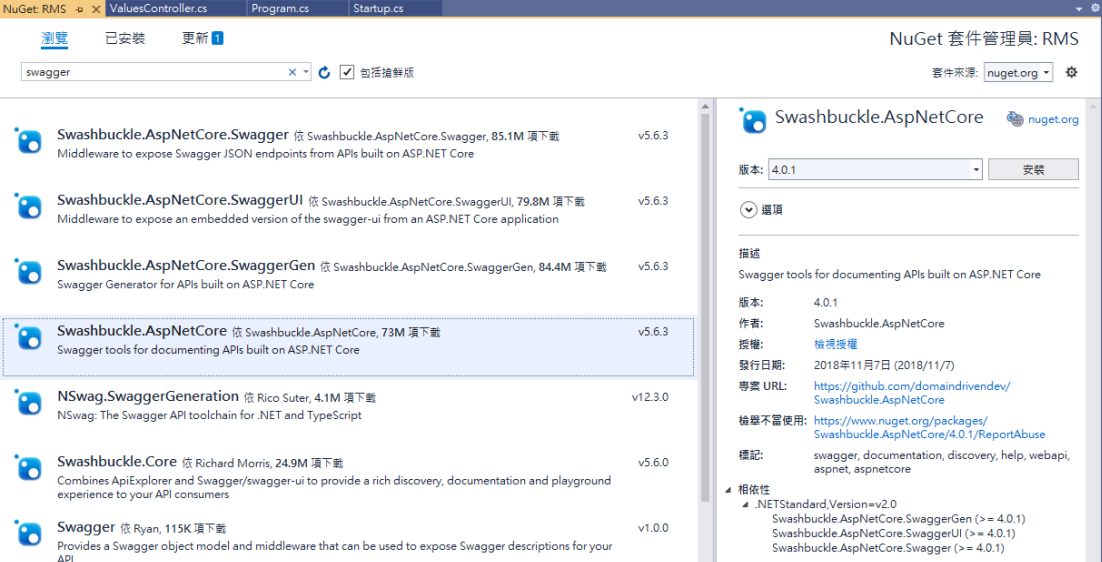 NuGet: RMS
ValuesController.cs
Program.cs
Startup.cs
瀏覽 已安裝 更新 1
NuGet 套件管理員: RMS
swagger
包括搶鮮版
套件來源: nuget.org
Swashbuckle.AspNetCore.Swagger 依 Swashbuckle.AspNetCore.Swagger, 85.1M 項下載 v5.6.3
Middleware to expose Swagger JSON endpoints from APIs built on ASP.NET Core
Swashbuckle.AspNetCore.SwaggerUI 依 Swashbuckle.AspNetCore.SwaggerUI, 79.8M 項下載 v5.6.3
Middleware to expose an embedded version of the swagger-ui from an ASP.NET Core application
Swashbuckle.AspNetCore.SwaggerGen 依 Swashbuckle.AspNetCore.SwaggerGen, 84.4M 項下載 v5.6.3
Swagger Generator for APIs built on ASP.NET Core
Swashbuckle.AspNetCore 依 Swashbuckle.AspNetCore, 73M 項下載 v5.6.3
Swagger tools for documenting APIs built on ASP.NET Core
NSwag.SwaggerGeneration 依 Rico Suter, 4.1M 項下載 v12.3.0
NSwag: The Swagger API toolchain for .NET and TypeScript
Swashbuckle.Core 依 Richard Morris, 24.9M 項下載 v5.6.0
Combines ApiExplorer and Swagger/swagger-ui to provide a rich discovery, documentation and playground
experience to your API consumers
Swagger 依 Ryan, 115K 項下載 v1.0.0
Provides a Swagger object model and middleware that can be used to expose Swagger descriptions for your
API.
Swashbuckle.AspNetCore nuget.org
版本: 4.0.1 安裝
選項
描述
Swagger tools for documenting APIs built on ASP.NET Core
版本: 4.0.1
作者: Swashbuckle.AspNetCore
授權: 檢視授權
發行日期: 2018年11月7日 (2018/11/7)
專案 URL: https://github.com/domaindrivendev/
Swashbuckle.AspNetCore
檢舉不當使用: https://www.nuget.org/packages/
Swashbuckle.AspNetCore/4.0.1/ReportAbuse
標記: swagger, documentation, discovery, help, webapi,
aspnet, aspnetcore
相依性
.NETStandard,Version=v2.0
Swashbuckle.AspNetCore.SwaggerGen (>= 4.0.1)
Swashbuckle.AspNetCore.SwaggerUI (>= 4.0.1)
Swashbuckle.AspNetCore.Swagger (>= 4.0.1)